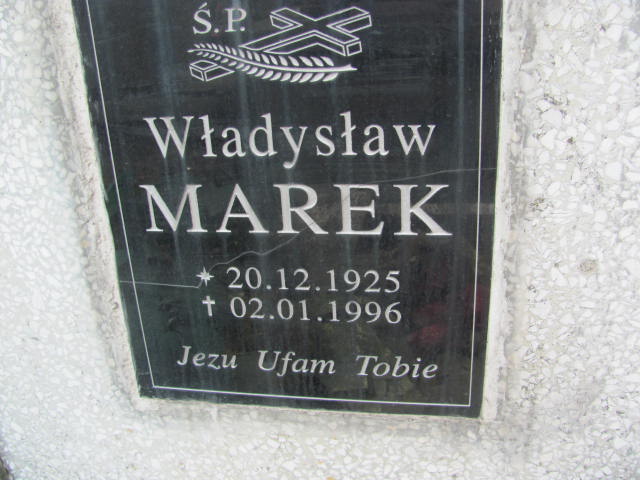 Ś.P.
Władysław
MAREK
* 20.12.1925
✝ 02.01.1996
Jezu Ufam Tobie